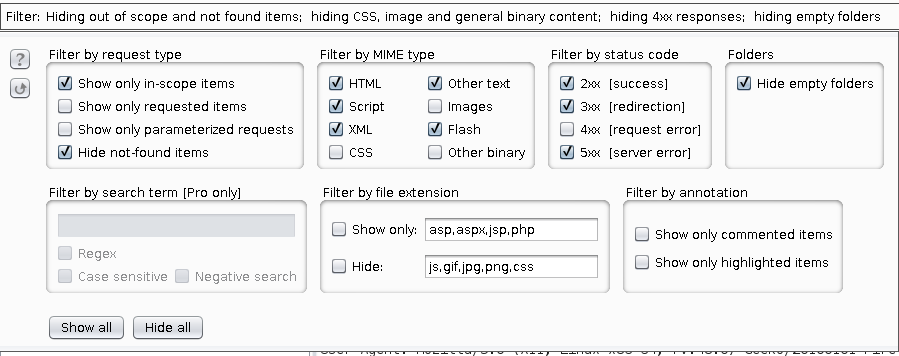 Filter: Hiding out of scope and not found items; hiding CSS, image and general binary content; hiding 4xx responses; hiding empty folders
?
Filter by request type
Show only in-scope items
Show only requested items
Show only parameterized requests
Hide not-found items
Filter by MIME type
HTML Other text
Script Images
XML Flash
CSS Other binary
Filter by status code
2xx [success]
3xx [redirection]
4xx [request error]
5xx [server error]
Folders
Hide empty folders
Filter by search term [Pro only]
Regex
Case sensitive Negative search
Filter by file extension
Show only: asp,aspx,jsp,php
Hide: js,gif,jpg,png,css
Filter by annotation
Show only commented items
Show only highlighted items
Show all Hide all